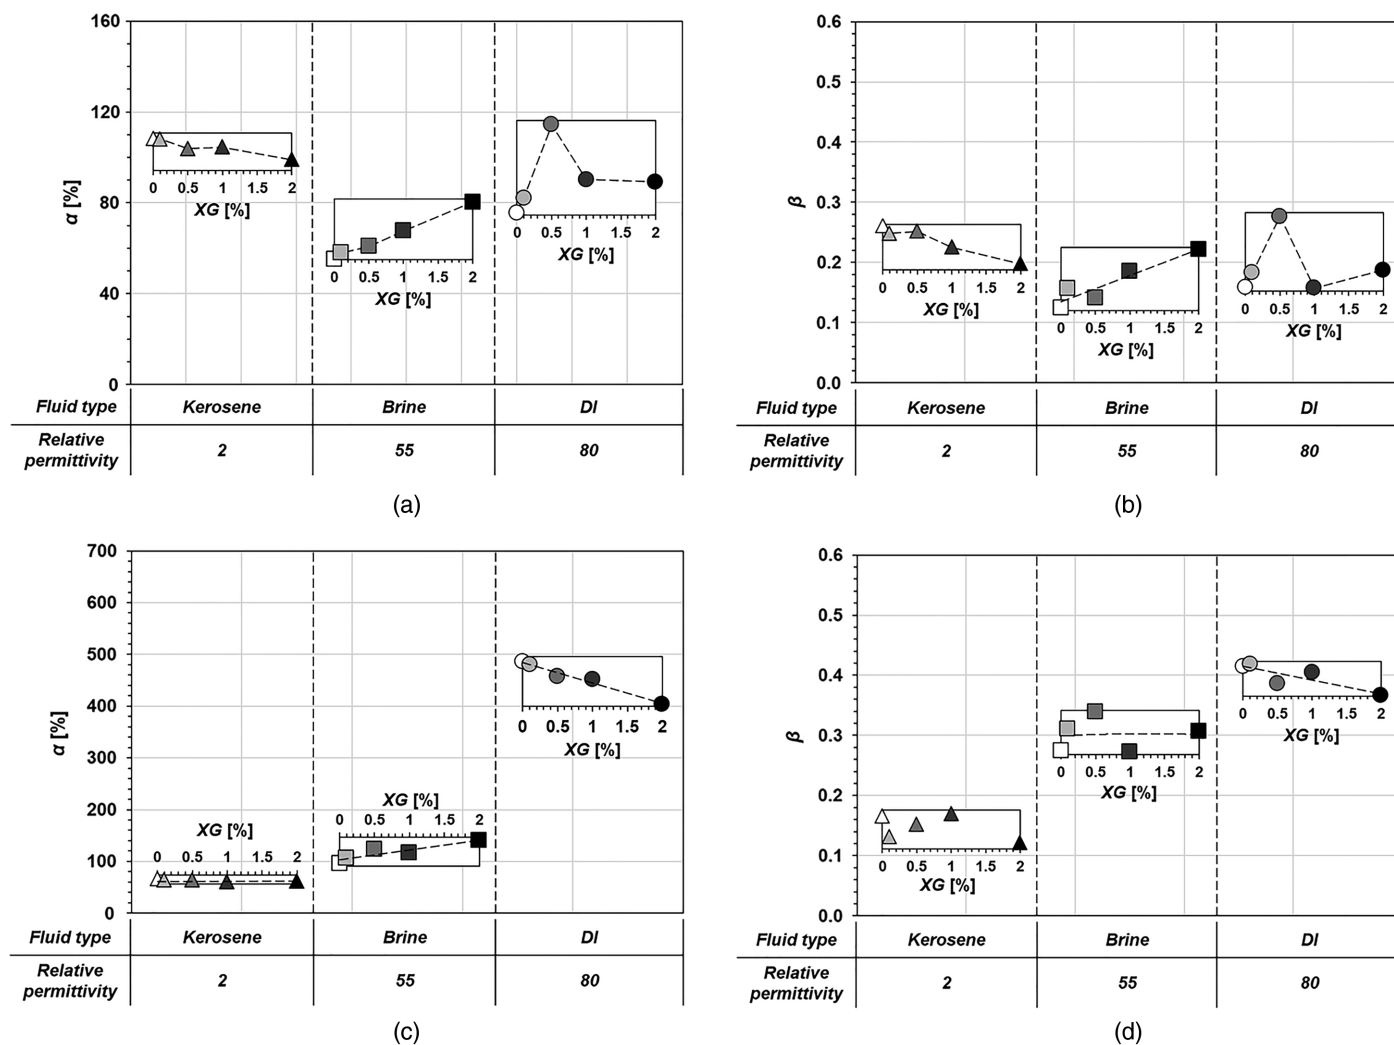 160
120
80
40
0
α [%]
0 0.5 1 1.5 2
XG [%]
0 0.5 1 1.5 2
XG [%]
0 0.5 1 1.5 2
XG [%]
Fluid type Kerosene Brine DI
Relative permittivity 2 55 80
(a)
0.6
0.5
0.4
0.3
0.2
0.1
0.0
β
0 0.5 1 1.5 2
XG [%]
0 0.5 1 1.5 2
XG [%]
0 0.5 1 1.5 2
XG [%]
Fluid type Kerosene Brine DI
Relative permittivity 2 55 80
(b)
700
600
500
400
300
200
100
0
α [%]
XG [%]
0 0.5 1 1.5 2
XG [%]
0 0.5 1 1.5 2
0 0.5 1 1.5 2
XG [%]
Fluid type Kerosene Brine DI
Relative permittivity 2 55 80
(c)
0.6
0.5
0.4
0.3
0.2
0.1
0.0
β
0 0.5 1 1.5 2
XG [%]
0 0.5 1 1.5 2
XG [%]
0 0.5 1 1.5 2
XG [%]
Fluid type Kerosene Brine DI
Relative permittivity 2 55 80
(d)